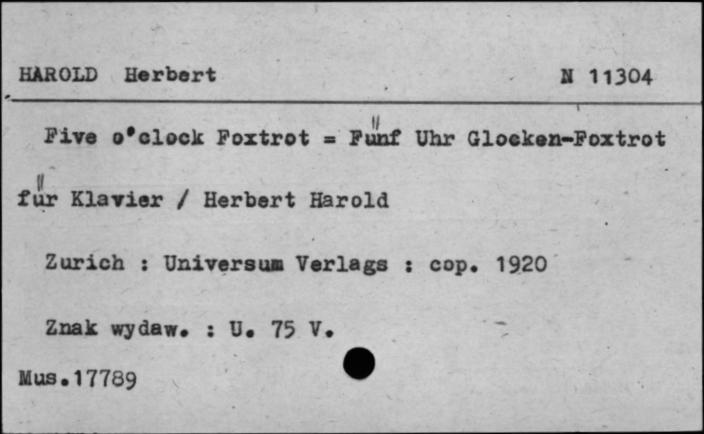 HAROLD Herbert N 11304
Five o'clock Foxtrot = Fünf Uhr Glocken-Foxtrot
für Klavier / Herbert Harold
Zurich : Universum Verlags : cop. 1920
Znak wydaw. : U. 75 V.
Mus.17789